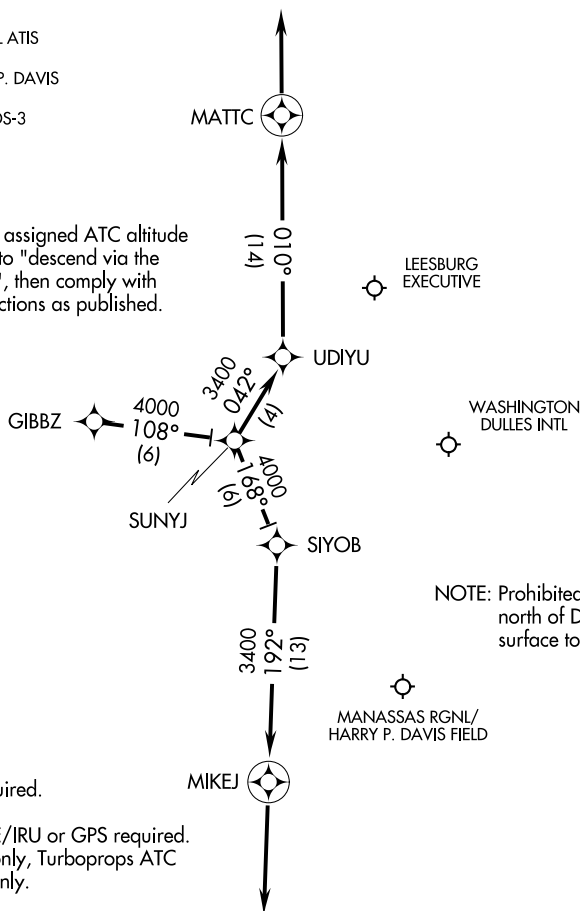 ATIS
P. DAVIS
OS-3
MATTC
assigned ATC altitude
to "descend via the
", then comply with
ctions as published.
010°
(14)
LEESBURG
EXECUTIVE
UDIYU
3400
042°
(4)
GIBBZ
4000
108°
(6)
WASHINGTON
DULLES INTL
4000
168°
(6)
SUNYJ
SIYOB
NOTE: Prohibited
north of D
surface to
3400
192°
(13)
MANASSAS RGNL/
HARRY P. DAVIS FIELD
MIKEJ
uired.
E/IRU or GPS required.
only, Turboprops ATC
only.